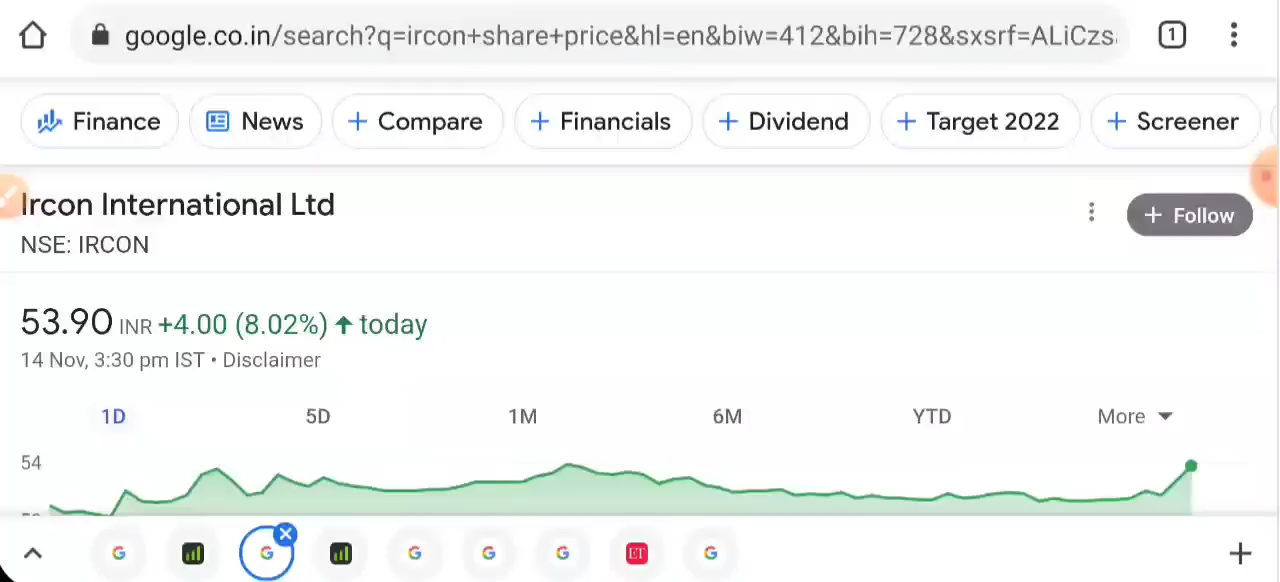 google.co.in/search?q=ircon+share+price&hl=en&biw=412&bih=728&sxsrf=ALiCzs
1
Finance
News
+ Compare
+ Financials
+ Dividend
+ Target 2022
+ Screener
Ircon International Ltd
+ Follow
NSE: IRCON
53.90 INR +4.00 (8.02%) ↑ today
14 Nov, 3:30 pm IST • Disclaimer
1D
5D
1M
6M
YTD
More
54
G
G
G
G
G
ET
G